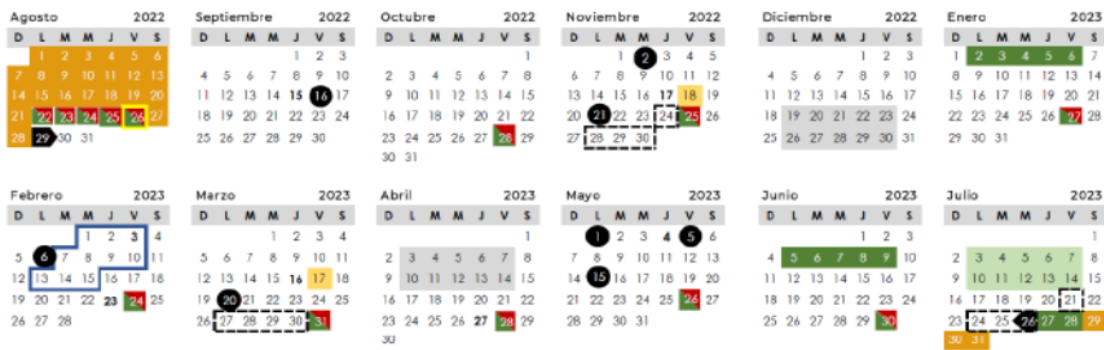 Agosto 2022
D L M M J V S
1 2 3 4 5 6
7 8 9 10 11 12 13
14 15 16 17 18 19 20
21 22 23 24 25 26 27
28 29 30 31
Septiembre 2022
D L M M J V S
1 2 3
4 5 6 7 8 9 10
11 12 13 14 15 16 17
18 19 20 21 22 23 24
25 26 27 28 29 30
Octubre 2022
D L M M J V S
1
2 3 4 5 6 7 8
9 10 11 12 13 14 15
16 17 18 19 20 21 22
23 24 25 26 27 28 29
30 31
Noviembre 2022
D L M M J V S
1 2 3 4 5
6 7 8 9 10 11 12
13 14 15 16 17 18 19
20 21 22 23 24 25 26
27 28 29 30
Diciembre 2022
D L M M J V S
1 2 3
4 5 6 7 8 9 10
11 12 13 14 15 16 17
18 19 20 21 22 23 24
25 26 27 28 29 30 31
Enero 2023
D L M M J V S
1 2 3 4 5 6 7
8 9 10 11 12 13 14
15 16 17 18 19 20 21
22 23 24 25 26 27 28
29 30 31
Febrero 2023
D L M M J V S
1 2 3 4
5 6 7 8 9 10 11
12 13 14 15 16 17 18
19 20 21 22 23 24 25
26 27 28
Marzo 2023
D L M M J V S
1 2 3 4
5 6 7 8 9 10 11
12 13 14 15 16 17 18
19 20 21 22 23 24 25
26 27 28 29 30 31
Abril 2023
D L M M J V S
1
2 3 4 5 6 7 8
9 10 11 12 13 14 15
16 17 18 19 20 21 22
23 24 25 26 27 28 29
30
Mayo 2023
D L M M J V S
1 2 3 4 5 6
7 8 9 10 11 12 13
14 15 16 17 18 19 20
21 22 23 24 25 26 27
28 29 30 31
Junio 2023
D L M M J V S
1 2 3
4 5 6 7 8 9 10
11 12 13 14 15 16 17
18 19 20 21 22 23 24
25 26 27 28 29 30
Julio 2023
D L M M J V S
1
2 3 4 5 6 7 8
9 10 11 12 13 14 15
16 17 18 19 20 21 22
23 24 25 26 27 28 29
30 31